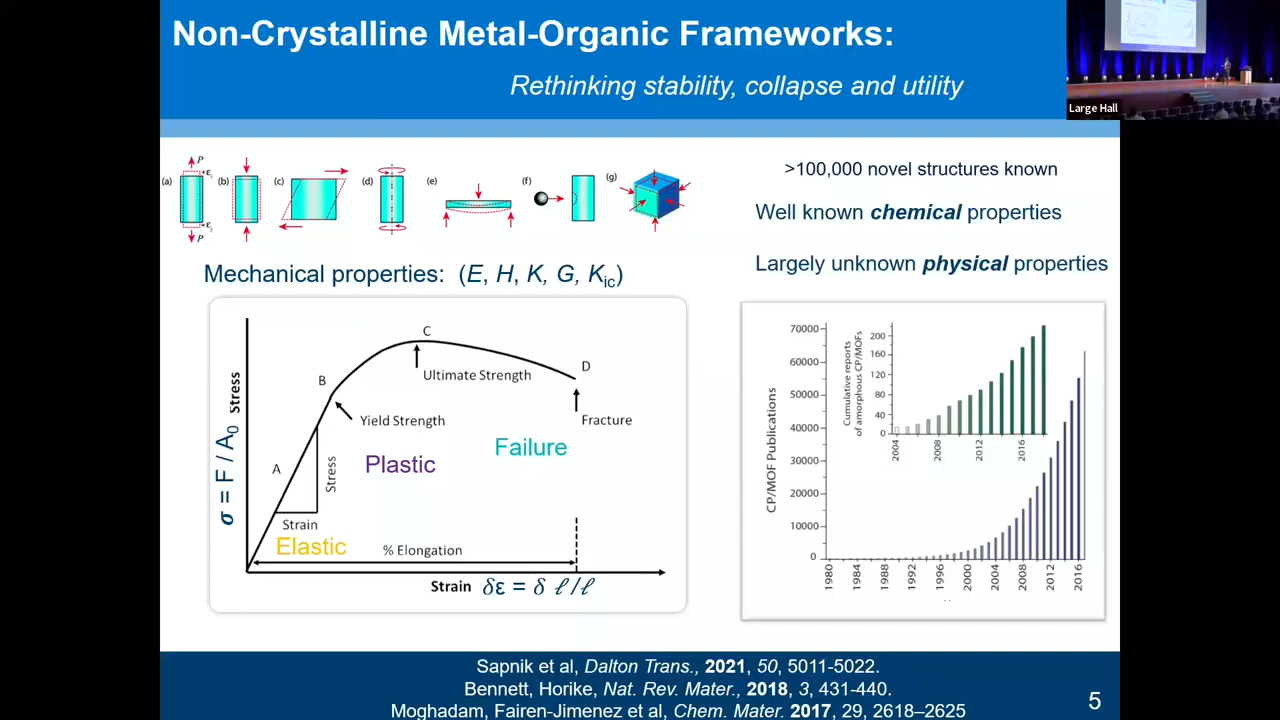 Non-Crystalline Metal-Organic Frameworks:
Rethinking stability, collapse and utility
Large Hall
(a) P (b) (c) (d) (e) (f) (g)
P
>100,000 novel structures known
Well known chemical properties
Largely unknown physical properties
Mechanical properties: (E, H, K, G, Kic)
σ = F / A0 Stress
A
B
C
D
Ultimate Strength
Yield Strength
Fracture
Failure
Plastic
Stress
Strain
Elastic
% Elongation
Strain δε = δ ℓ/ℓ
CP/MOF Publications
70000
60000
50000
40000
30000
20000
10000
0
1980 1984 1988 1992 1996 2000 2004 2008 2012 2016
Cumulative reports
of amorphous CP/MOFs
200
160
120
80
40
0
2004 2008 2012 2016
Sapnik et al, Dalton Trans., 2021, 50, 5011-5022.
Bennett, Horike, Nat. Rev. Mater., 2018, 3, 431-440.
Moghadam, Fairen-Jimenez et al, Chem. Mater. 2017, 29, 2618–2625
5